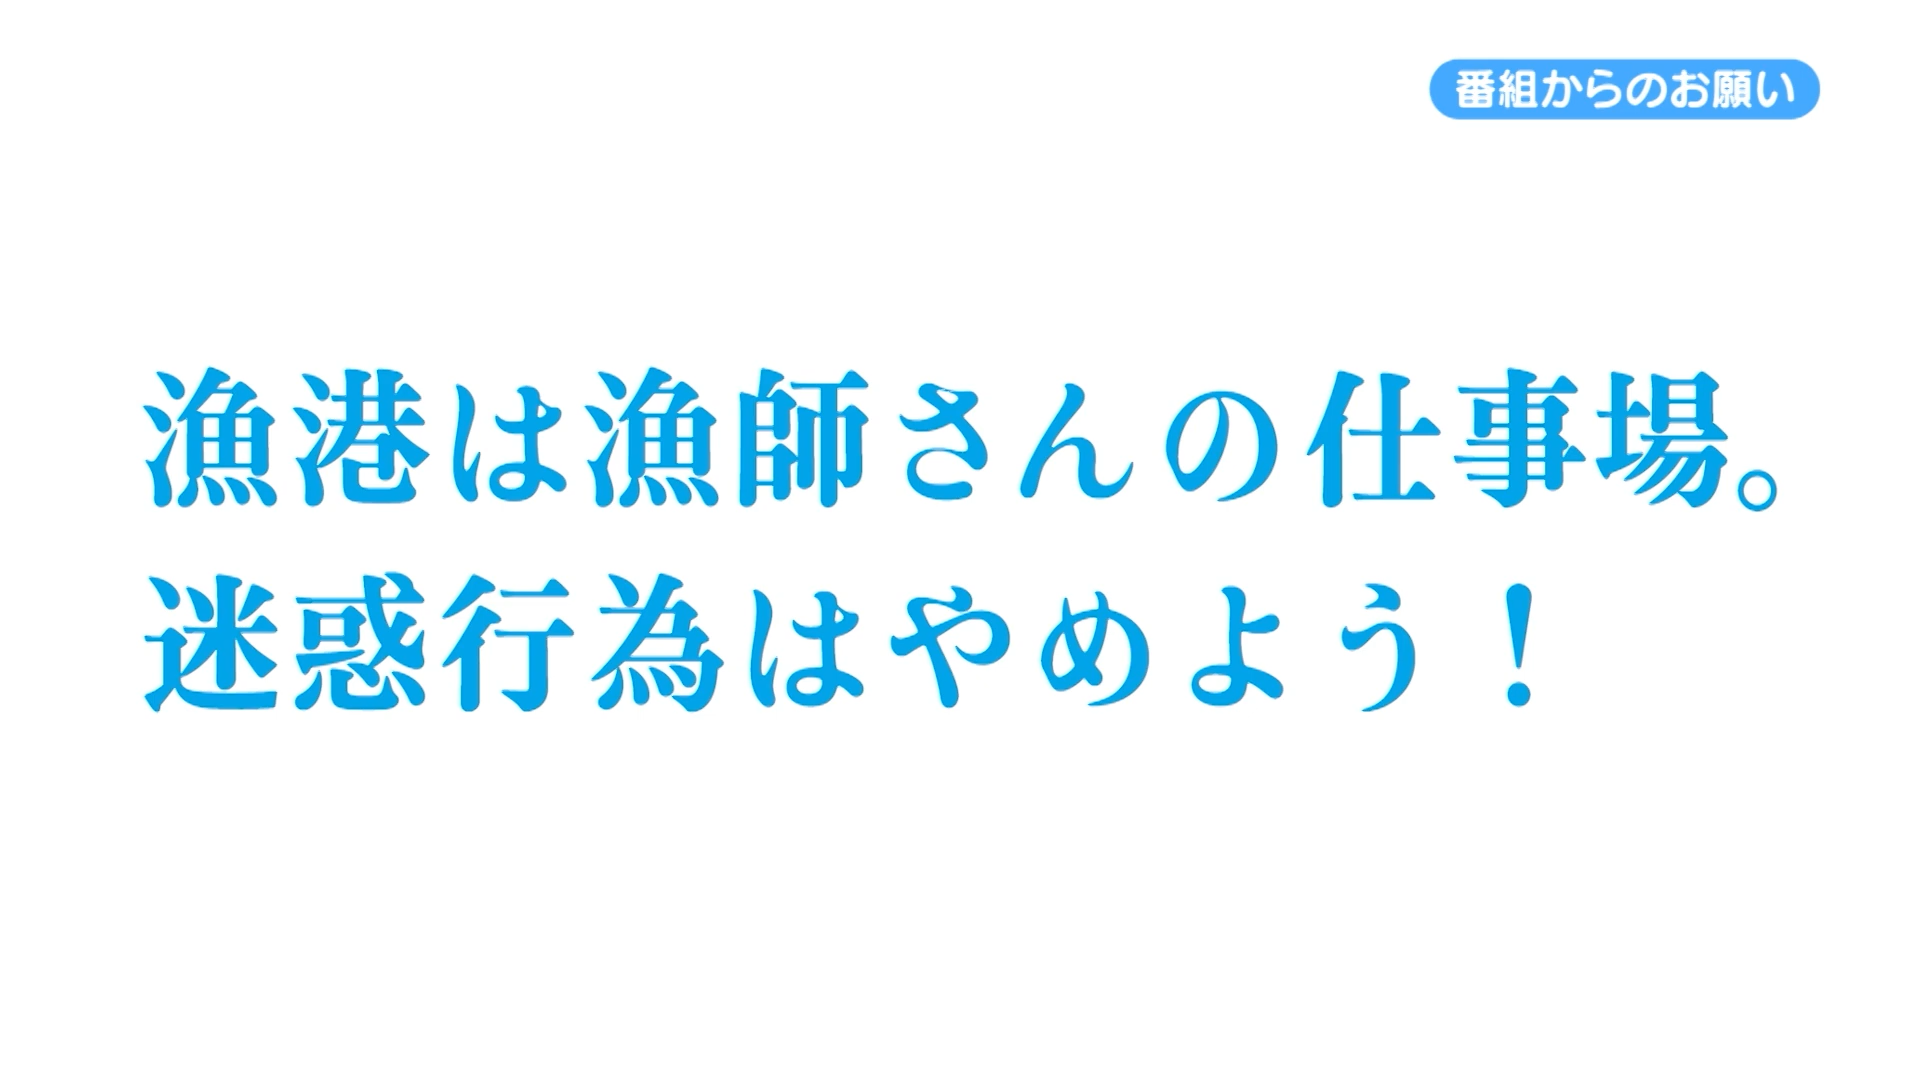 番組からのお願い
漁港は漁師さんの仕事場。
迷惑行為はやめよう！